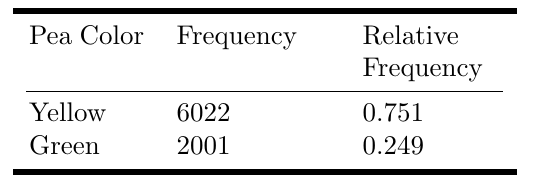 Pea Color Frequency Relative
Frequency
Yellow 6022 0.751
Green 2001 0.249